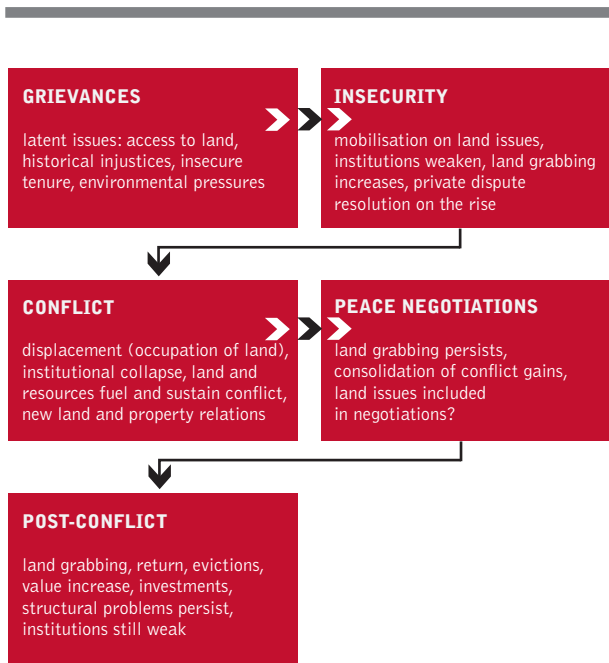 GRIEVANCES
latent issues: access to land,
historical injustices, insecure
tenure, environmental pressures
INSECURITY
mobilisation on land issues,
institutions weaken, land grabbing
increases, private dispute
resolution on the rise
CONFLICT
displacement (occupation of land),
institutional collapse, land and
resources fuel and sustain conflict,
new land and property relations
PEACE NEGOTIATIONS
land grabbing persists,
consolidation of conflict gains,
land issues included
in negotiations?
POST-CONFLICT
land grabbing, return, evictions,
value increase, investments,
structural problems persist,
institutions still weak